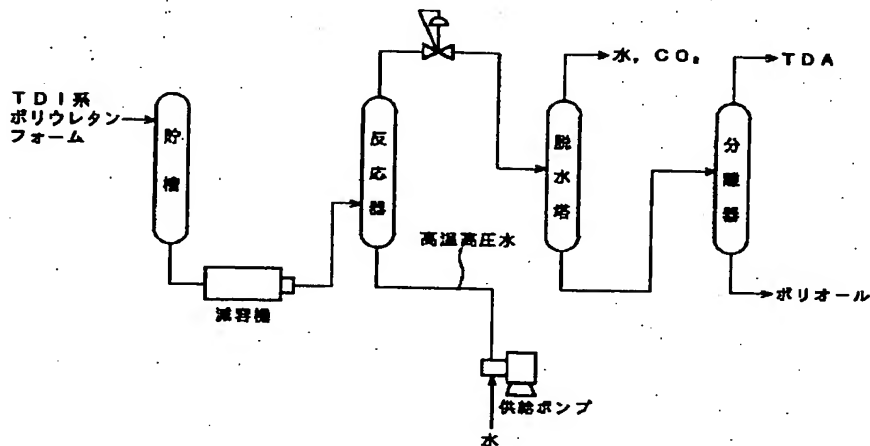 TDI系
ポリウレタン
フォーム
貯槽
減容機
反応器
高温高圧水
供給ポンプ
水
脱水塔
水, CO₂
分離器
TDA
ポリオール